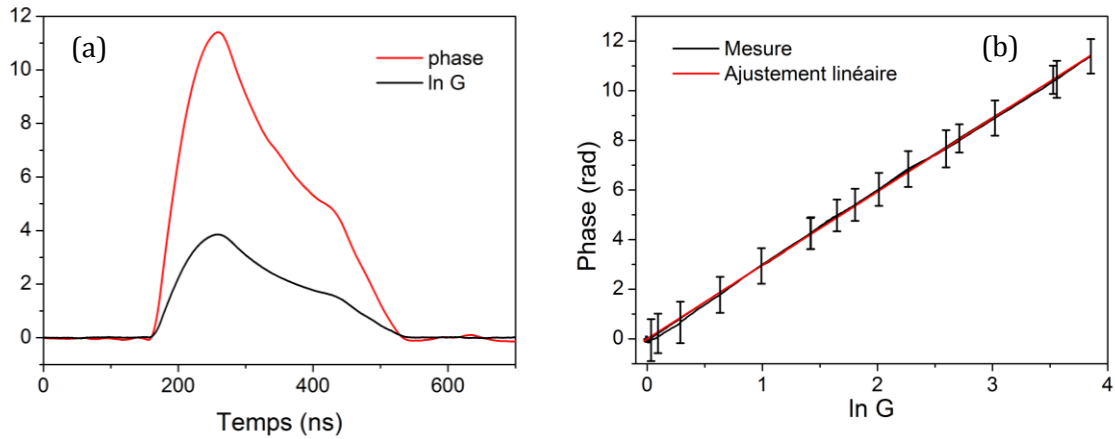 (a)
phase
ln G
12
10
8
6
4
2
0
0 200 400 600
Temps (ns)
(b)
Mesure
Ajustement linéaire
12
10
8
6
4
2
0
Phase (rad)
0 1 2 3 4
ln G